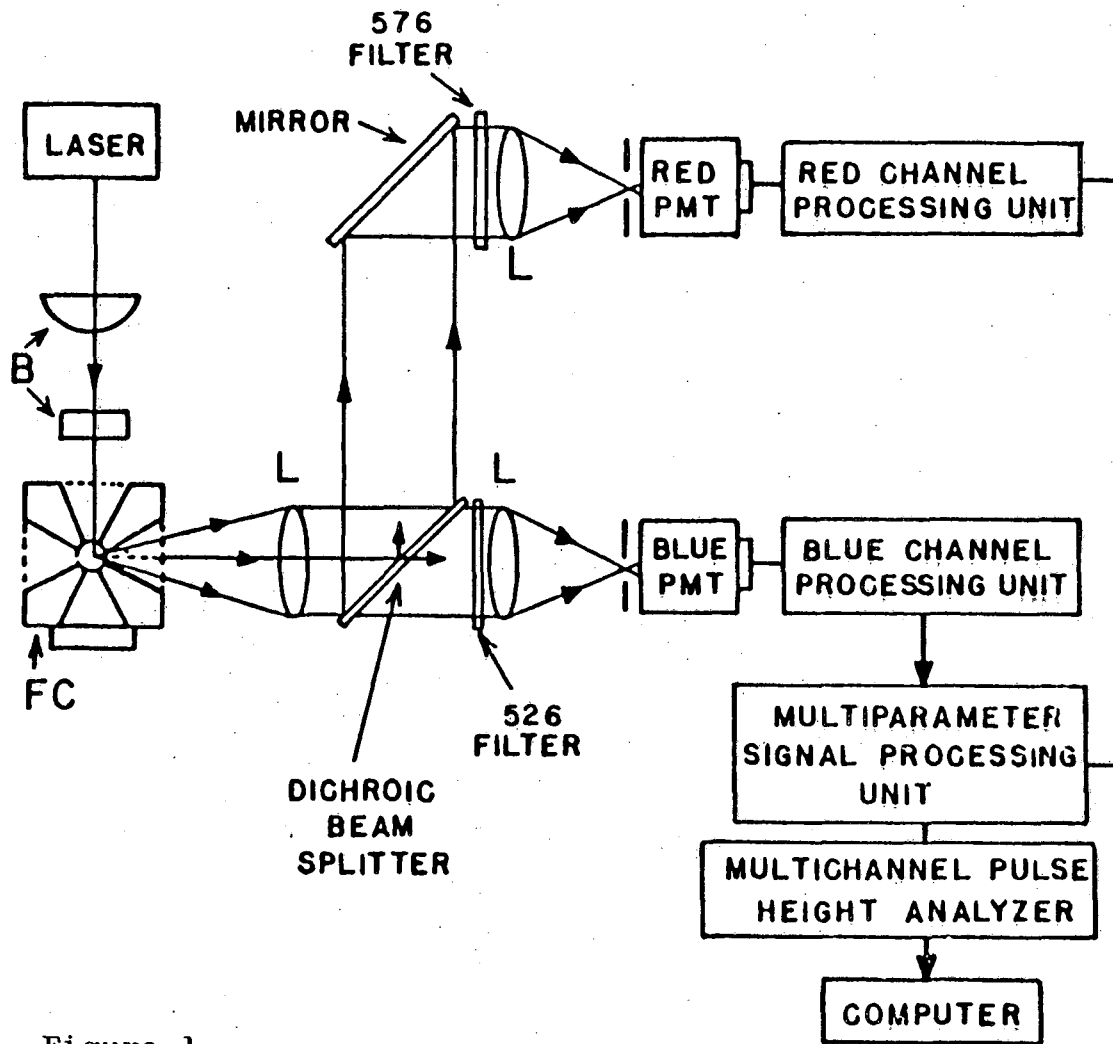 576
FILTER
MIRROR
LASER
RED
PMT
RED CHANNEL
PROCESSING UNIT
L
B
L
L
BLUE
PMT
BLUE CHANNEL
PROCESSING UNIT
FC
526
FILTER
DICHROIC
BEAM
SPLITTER
MULTIPARAMETER
SIGNAL PROCESSING
UNIT
MULTICHANNEL PULSE
HEIGHT ANALYZER
COMPUTER
Figure 1